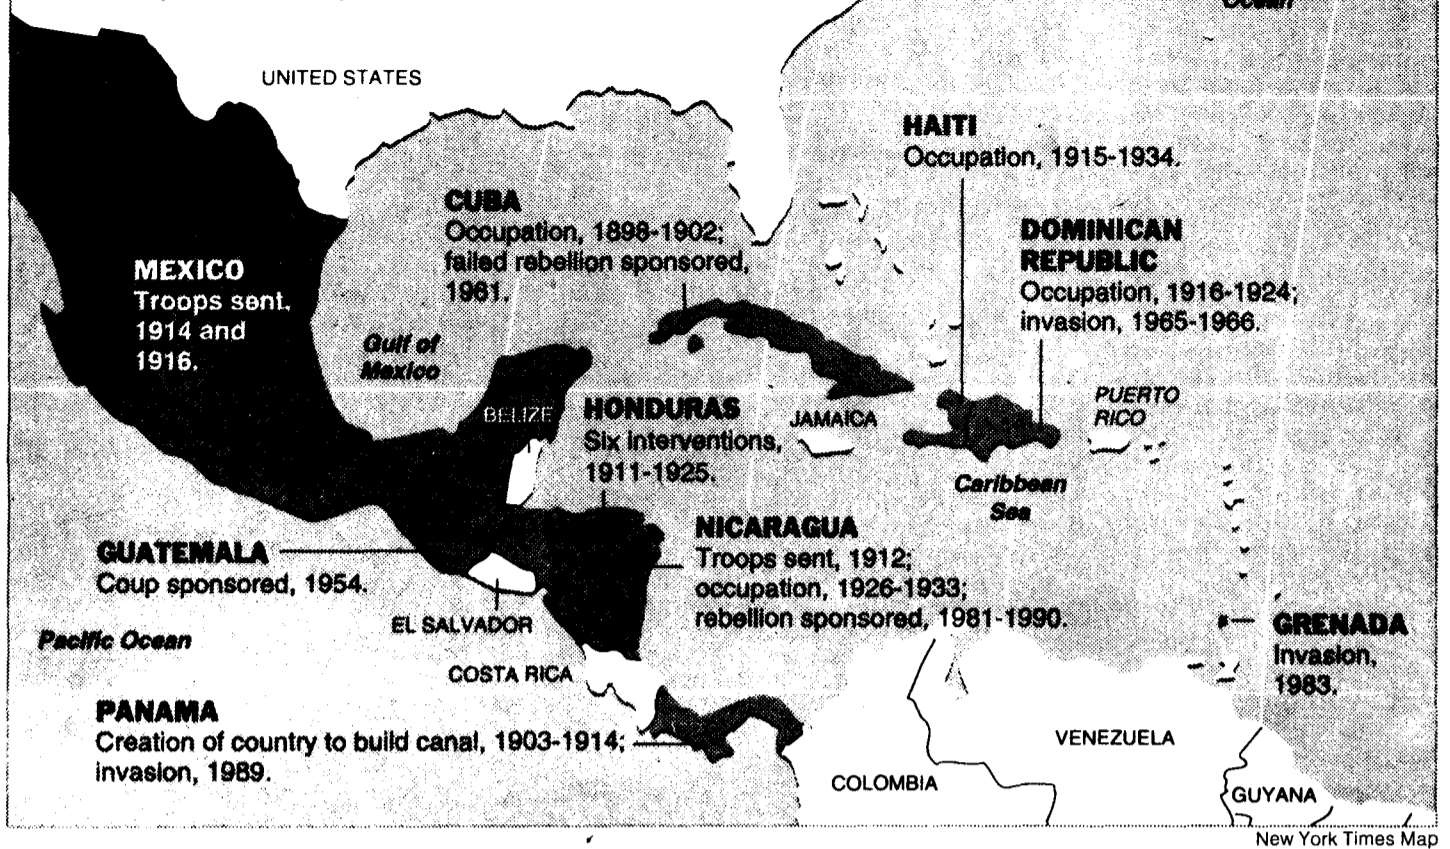 Ocean
UNITED STATES
HAITI
Occupation, 1915-1934.
CUBA
Occupation, 1898-1902;
failed rebellion sponsored,
1961.
DOMINICAN
REPUBLIC
Occupation, 1916-1924;
invasion, 1965-1966.
MEXICO
Troops sent,
1914 and
1916.
Gulf of
Mexico
BELIZE
HONDURAS
Six interventions,
1911-1925.
JAMAICA
PUERTO
RICO
Caribbean
Sea
GUATEMALA
Coup sponsored, 1954.
NICARAGUA
Troops sent, 1912;
occupation, 1926-1933;
rebellion sponsored, 1981-1990.
EL SALVADOR
Pacific Ocean
GRENADA
Invasion,
1983.
COSTA RICA
PANAMA
Creation of country to build canal, 1903-1914;
invasion, 1989.
VENEZUELA
COLOMBIA
GUYANA
New York Times Map